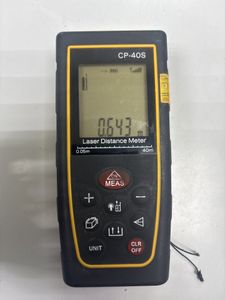 CP-40S
0.643
Laser Distance Meter
0.05m 40m
MEAS
UNIT
CLR
OFF